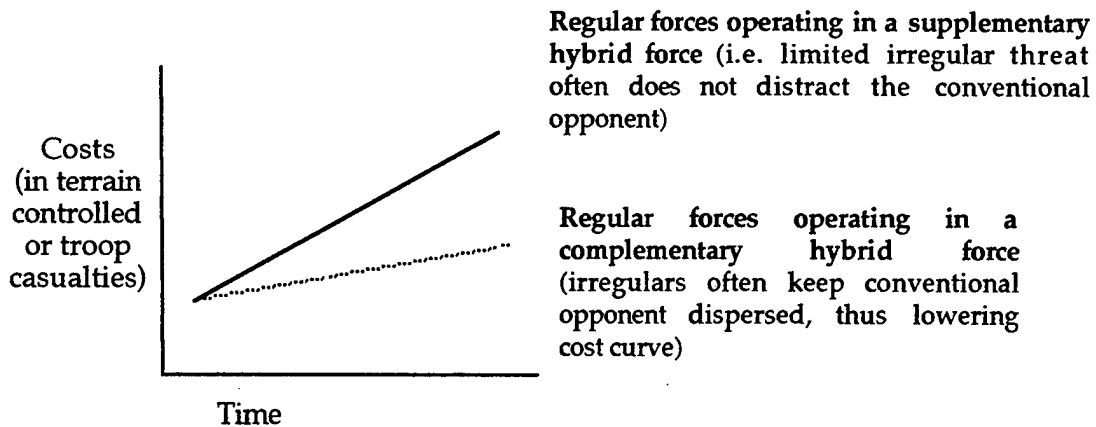 Regular forces operating in a supplementary
hybrid force (i.e. limited irregular threat
often does not distract the conventional
opponent)
Costs
(in terrain
controlled
or troop
casualties)
Regular forces operating in a
complementary hybrid force
(irregulars often keep conventional
opponent dispersed, thus lowering
cost curve)
Time